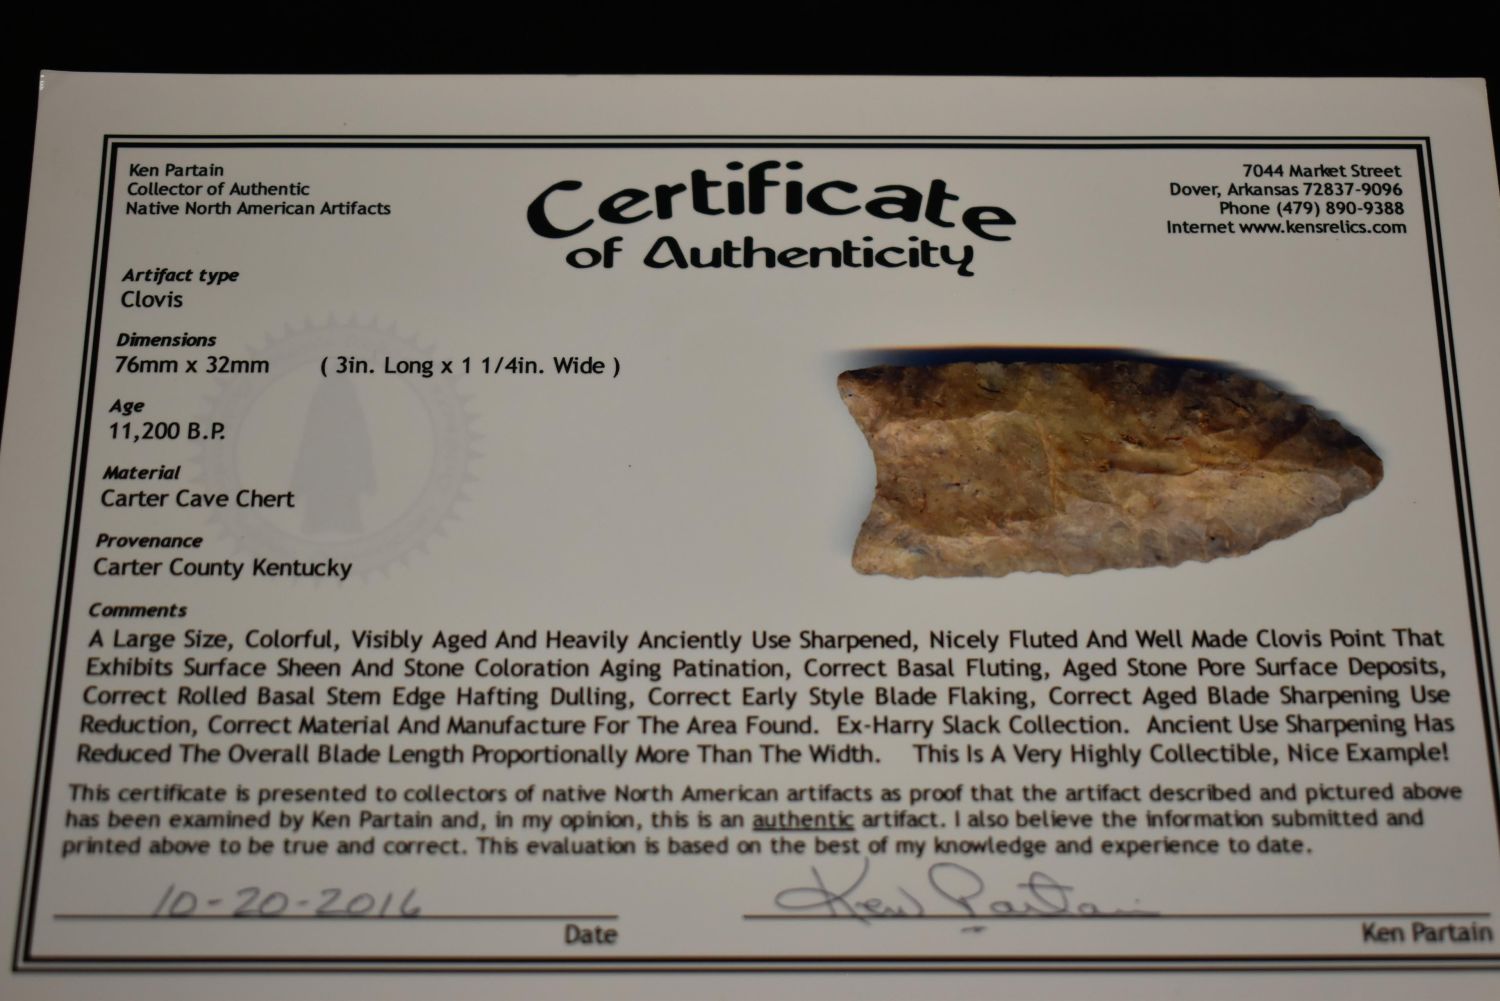 Ken Partain
Collector of Authentic
Native North American Artifacts
Certificate
of Authenticity
7044 Market Street
Dover, Arkansas 72837-9096
Phone (479) 890-9388
Internet www.kensrelics.com
Artifact type
Clovis
Dimensions
76mm x 32mm ( 3in. Long x 1 1/4in. Wide )
Age
11,200 B.P.
Material
Carter Cave Chert
Provenance
Carter County Kentucky
Comments
A Large Size, Colorful, Visibly Aged And Heavily Anciently Use Sharpened, Nicely Fluted And Well Made Clovis Point That
Exhibits Surface Sheen And Stone Coloration Aging Patination, Correct Basal Fluting, Aged Stone Pore Surface Deposits,
Correct Rolled Basal Stem Edge Hafting Dulling, Correct Early Style Blade Flaking, Correct Aged Blade Sharpening Use
Reduction, Correct Material And Manufacture For The Area Found. Ex-Harry Slack Collection. Ancient Use Sharpening Has
Reduced The Overall Blade Length Proportionally More Than The Width. This Is A Very Highly Collectible, Nice Example!
This certificate is presented to collectors of native North American artifacts as proof that the artifact described and pictured above
has been examined by Ken Partain and, in my opinion, this is an authentic artifact. I also believe the information submitted and
printed above to be true and correct. This evaluation is based on the best of my knowledge and experience to date.
10-20-2016
Ken Partain
Date
Ken Partain